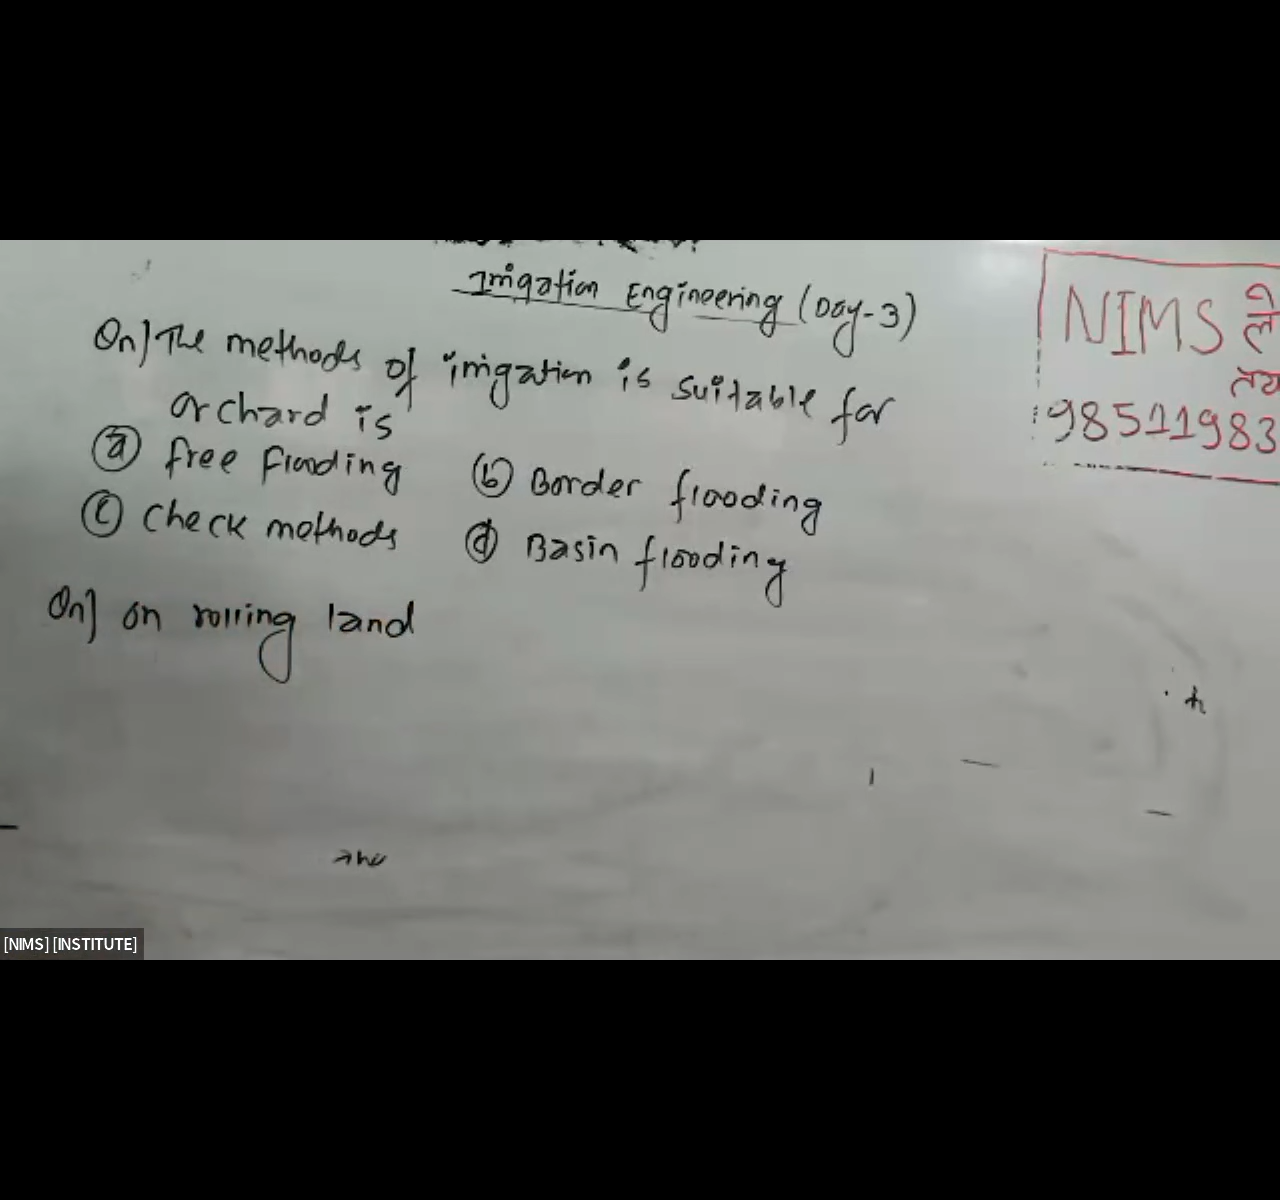 Irrigation Engineering (Day-3)
Qn] The methods of irrigation is suitable for
orchard is
(a) free flooding (b) Border flooding
(c) check methods (d) Basin flooding
Qn] on rolling land
NIMS ले
98511983
[NIMS] [INSTITUTE]